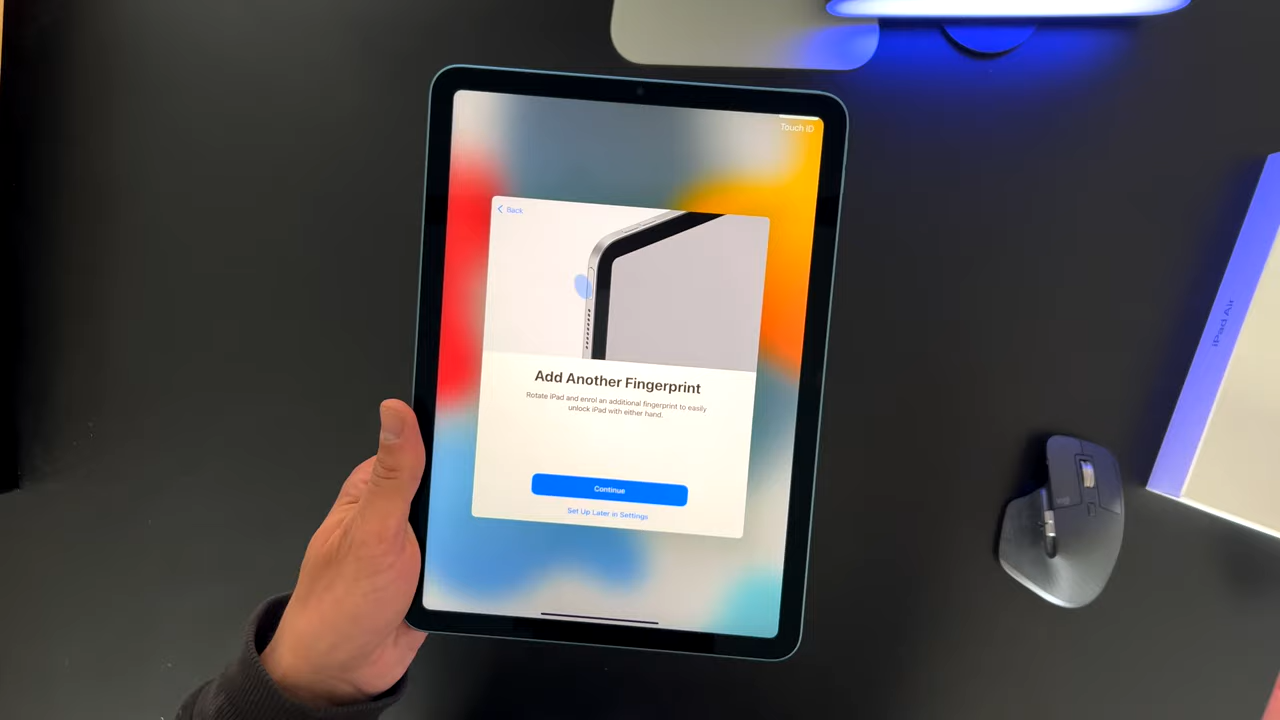 Touch ID
Back
Add Another Fingerprint
Rotate iPad and enrol an additional fingerprint to easily
unlock iPad with either hand.
Continue
Set Up Later in Settings
iPad Air
logi